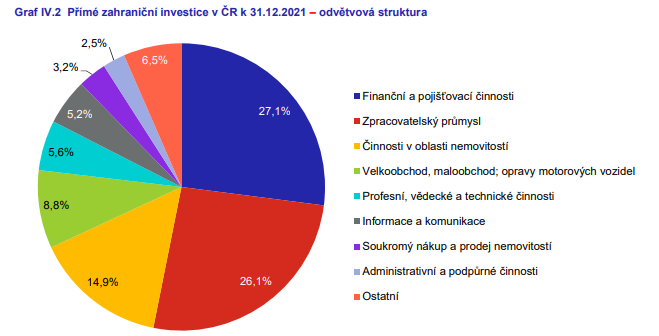 Graf IV.2 Přímé zahraniční investice v ČR k 31.12.2021 – odvětvová struktura
2,5%
6,5%
3,2%
27,1%
5,2%
5,6%
8,8%
14,9%
26,1%
Finanční a pojišťovací činnosti
Zpracovatelský průmysl
Činnosti v oblasti nemovitostí
Velkoobchod, maloobchod; opravy motorových vozidel
Profesní, vědecké a technické činnosti
Informace a komunikace
Soukromý nákup a prodej nemovitostí
Administrativní a podpůrné činnosti
Ostatní